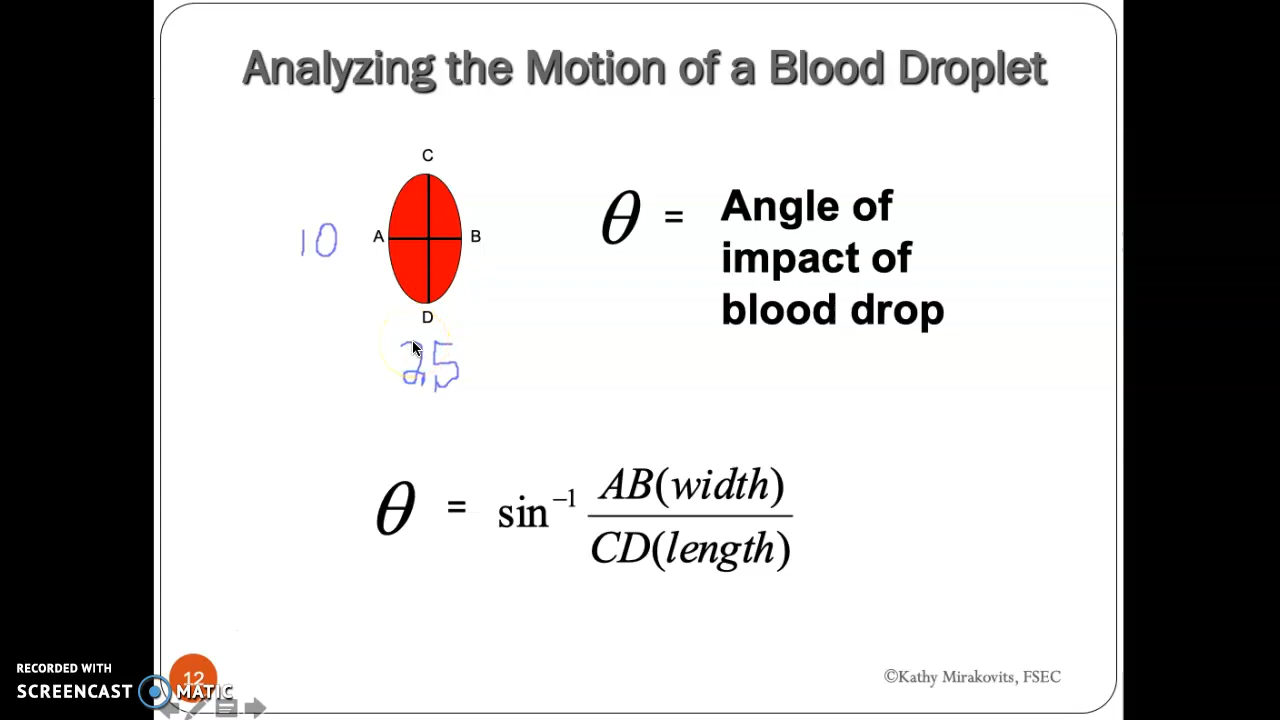 Analyzing the Motion of a Blood Droplet
C
10
A
B
D
25
θ = Angle of
impact of
blood drop
θ = sin⁻¹ AB(width)
CD(length)
12
©Kathy Mirakovits, FSEC
RECORDED WITH
SCREENCAST MATIC